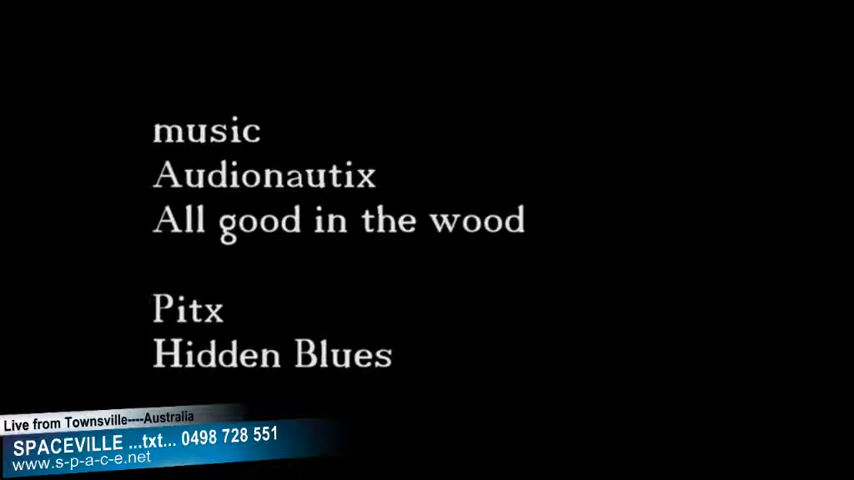 music
Audionautix
All good in the wood
Pitx
Hidden Blues
Live from Townsville----Australia
SPACEVILLE ...txt... 0498 728 551
www.s-p-a-c-e.net